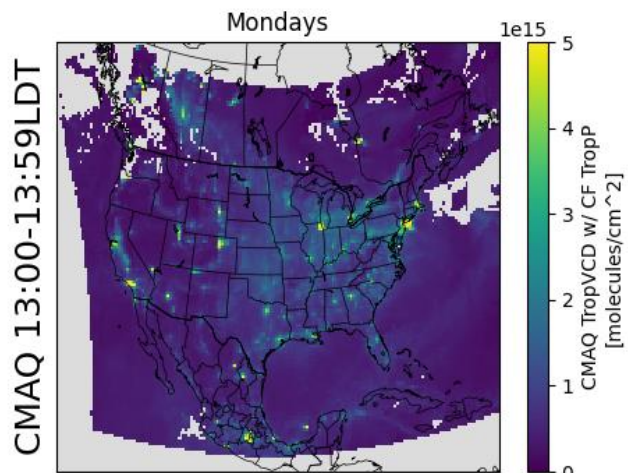 Mondays
CMAQ 13:00-13:59LDT
1e15
5
4
3
2
1
0
CMAQ TropVCD w/ CF TropP
[molecules/cm^2]